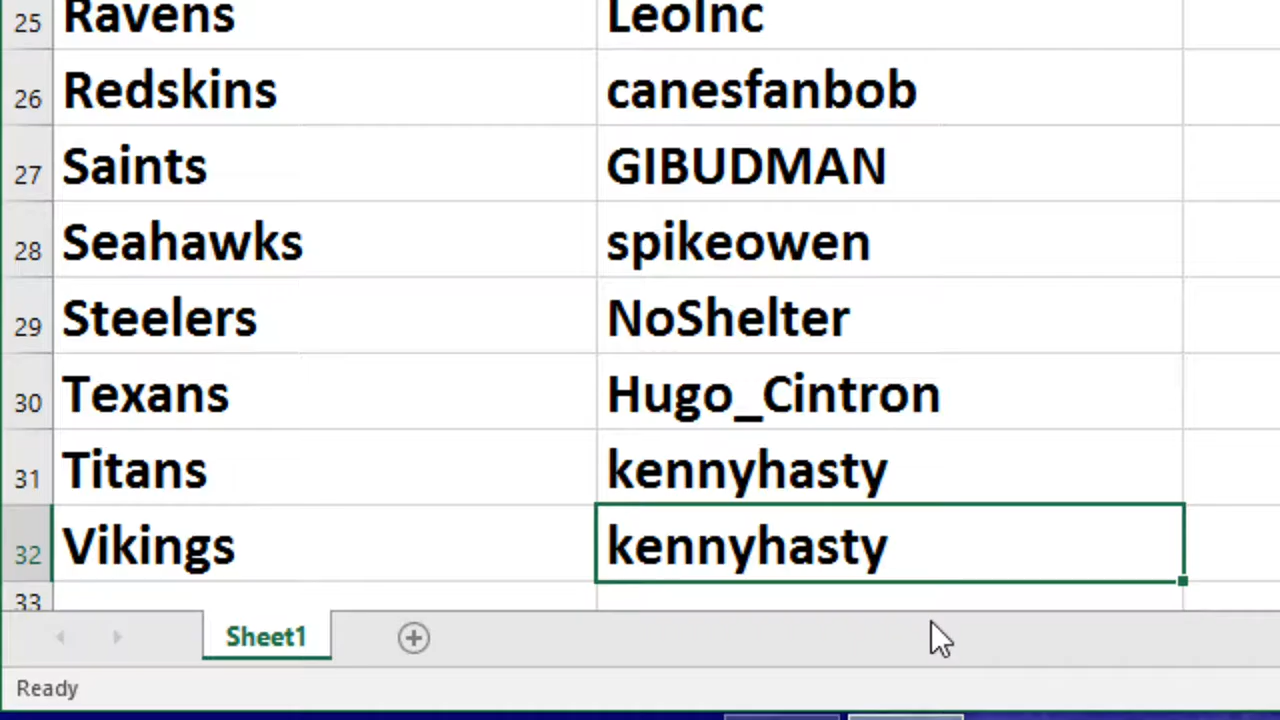 25 Ravens LeoInc
26 Redskins canesfanbob
27 Saints GIBUDMAN
28 Seahawks spikeowen
29 Steelers NoShelter
30 Texans Hugo_Cintron
31 Titans kennyhasty
32 Vikings kennyhasty
33
Sheet1
Ready